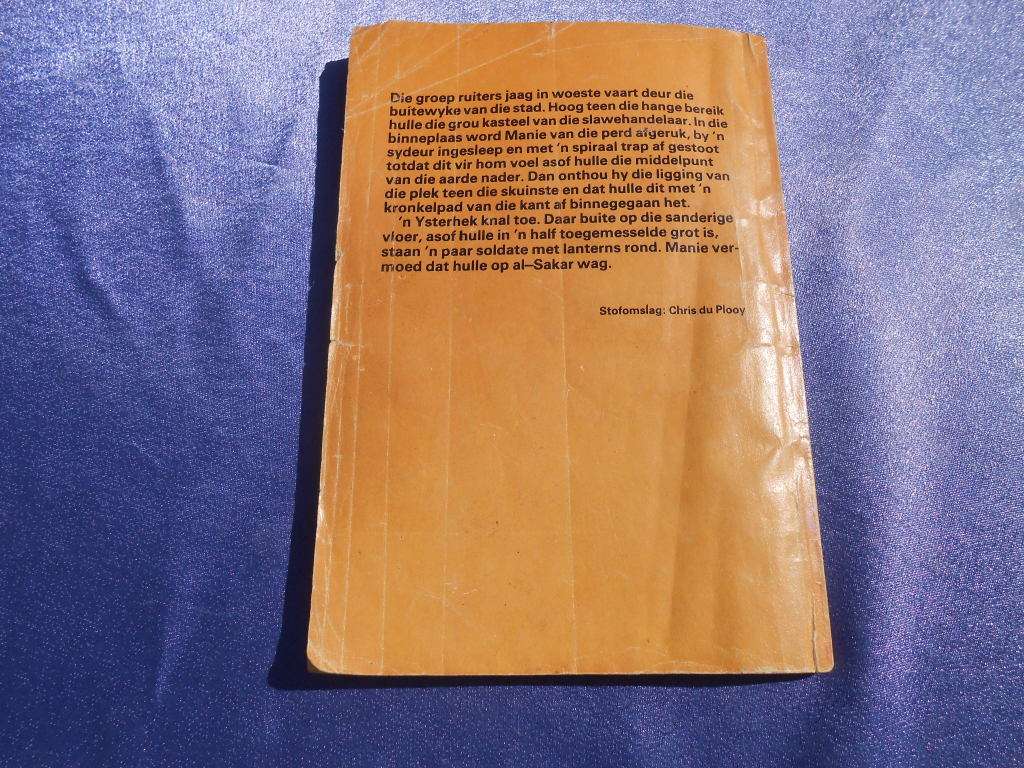 Die groep ruiters jaag in woeste vaart deur die
buitewyke van die stad. Hoog teen die hange bereik
hulle die grou kasteel van die slawehandelaar. In die
binneplaas word Manie van die perd afgeruk, by 'n
sydeur ingesleep en met 'n spiraal trap af gestoot
totdat dit vir hom voel asof hulle die middelpunt
van die aarde nader. Dan onthou hy die ligging van
die plek teen die skuinste en dat hulle dit met 'n
kronkelpad van die kant af binnegegaan het.
'n Ysterhek knal toe. Daar buite op die sanderige
vloer, asof hulle in 'n half toegemesselde grot is,
staan 'n paar soldate met lanterns rond. Manie ver-
moed dat hulle op al–Sakar wag.
Stofomslag: Chris du Plooy